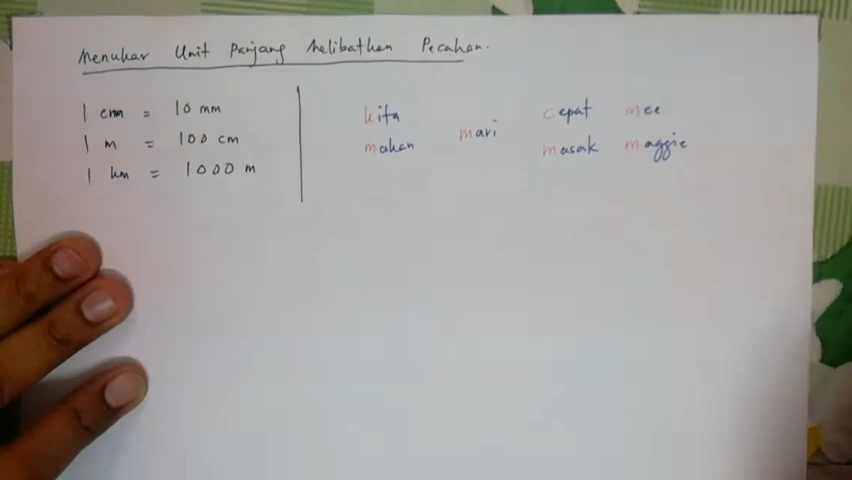 Menukar Unit Panjang Melibatkan Pecahan.
1 cm = 10 mm
1 m = 100 cm
1 km = 1000 m
kita
makan
mari
cepat mee
masak maggie